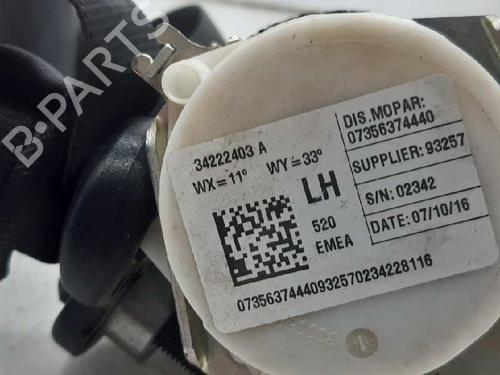 B-PARTS
34222403 A
WX=11° WY=33°
LH
520
EMEA
DIS.MOPAR:
07356374440
SUPPLIER: 93257
S/N: 02342
DATE: 07/10/16
07356374440932570234228116